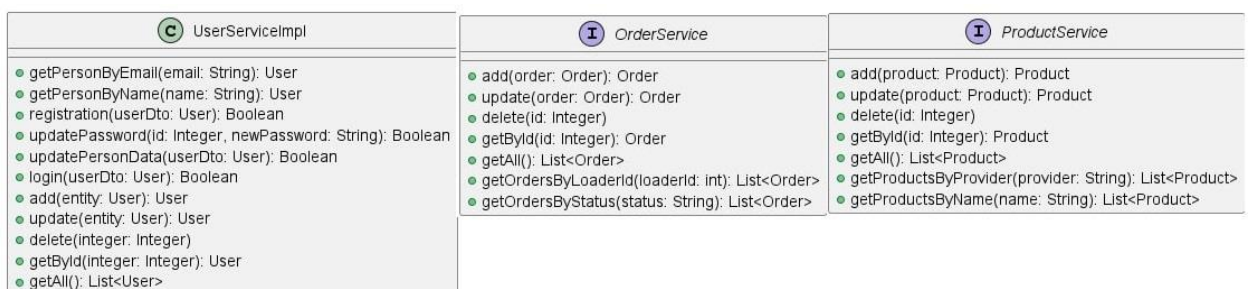 C UserServiceImpl
getPersonByEmail(email: String): User
getPersonByName(name: String): User
registration(userDto: User): Boolean
updatePassword(id: Integer, newPassword: String): Boolean
updatePersonData(userDto: User): Boolean
login(userDto: User): Boolean
add(entity: User): User
update(entity: User): User
delete(integer: Integer)
getById(integer: Integer): User
getAll(): List<User>
I OrderService
add(order: Order): Order
update(order: Order): Order
delete(id: Integer)
getById(id: Integer): Order
getAll(): List<Order>
getOrdersByLoaderId(loaderId: int): List<Order>
getOrdersByStatus(status: String): List<Order>
I ProductService
add(product: Product): Product
update(product: Product): Product
delete(id: Integer)
getById(id: Integer): Product
getAll(): List<Product>
getProductsByProvider(provider: String): List<Product>
getProductsByName(name: String): List<Product>